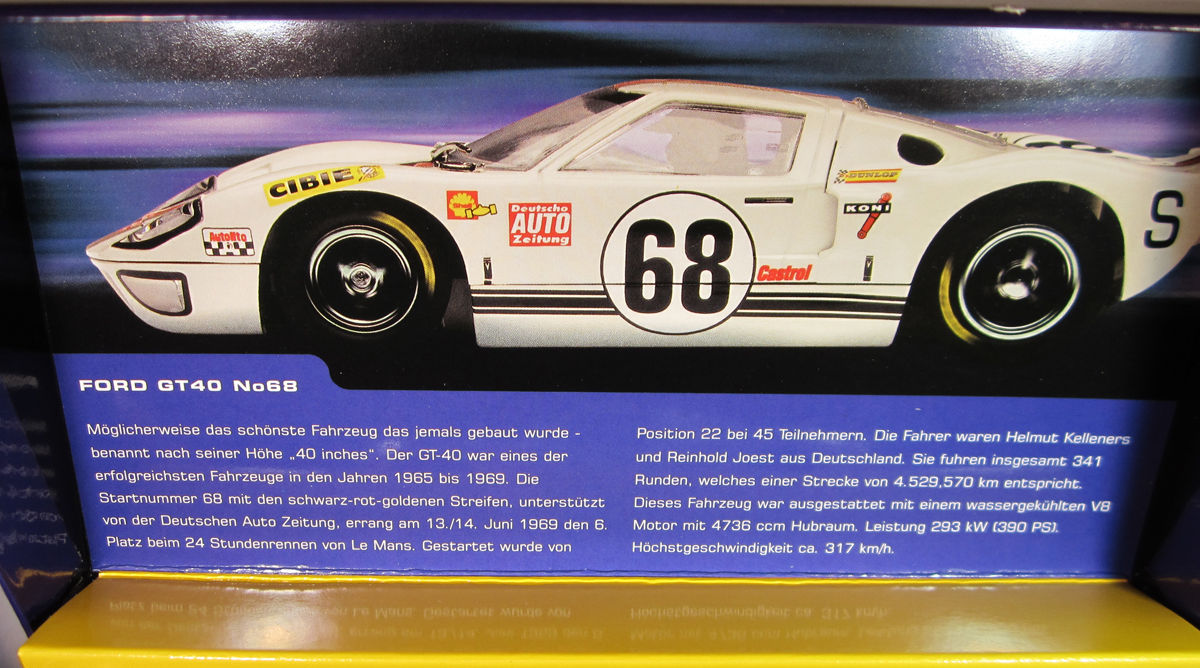 CIBIE
Autolite
Shell
Deutsche
AUTO
Zeitung
68
Castrol
DUNLOP
KONI
S
FORD GT40 No68
Möglicherweise das schönste Fahrzeug das jemals gebaut wurde -
benannt nach seiner Höhe „40 inches“. Der GT-40 war eines der
erfolgreichsten Fahrzeuge in den Jahren 1965 bis 1969. Die
Startnummer 68 mit den schwarz-rot-goldenen Streifen, unterstützt
von der Deutschen Auto Zeitung, errang am 13./14. Juni 1969 den 6.
Platz beim 24 Stundenrennen von Le Mans. Gestartet wurde von
Position 22 bei 45 Teilnehmern. Die Fahrer waren Helmut Kelleners
und Reinhold Joest aus Deutschland. Sie fuhren insgesamt 341
Runden, welches einer Strecke von 4.529,570 km entspricht.
Dieses Fahrzeug war ausgestattet mit einem wassergekühlten V8
Motor mit 4736 ccm Hubraum. Leistung 293 kW (390 PS).
Höchstgeschwindigkeit ca. 317 km/h.